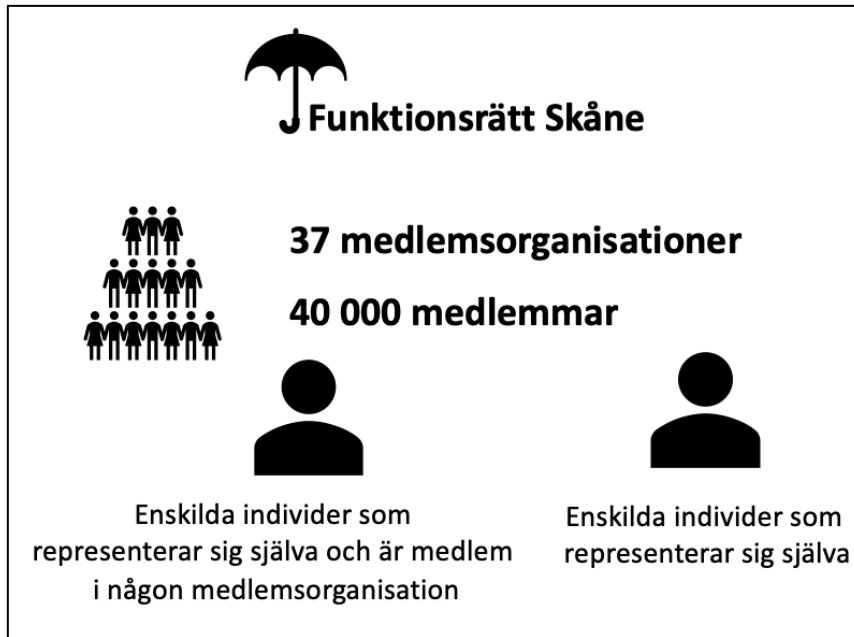 Funktionsrätt Skåne
37 medlemsorganisationer
40 000 medlemmar
Enskilda individer som
representerar sig själva och är medlem
i någon medlemsorganisation
Enskilda individer som
representerar sig själva